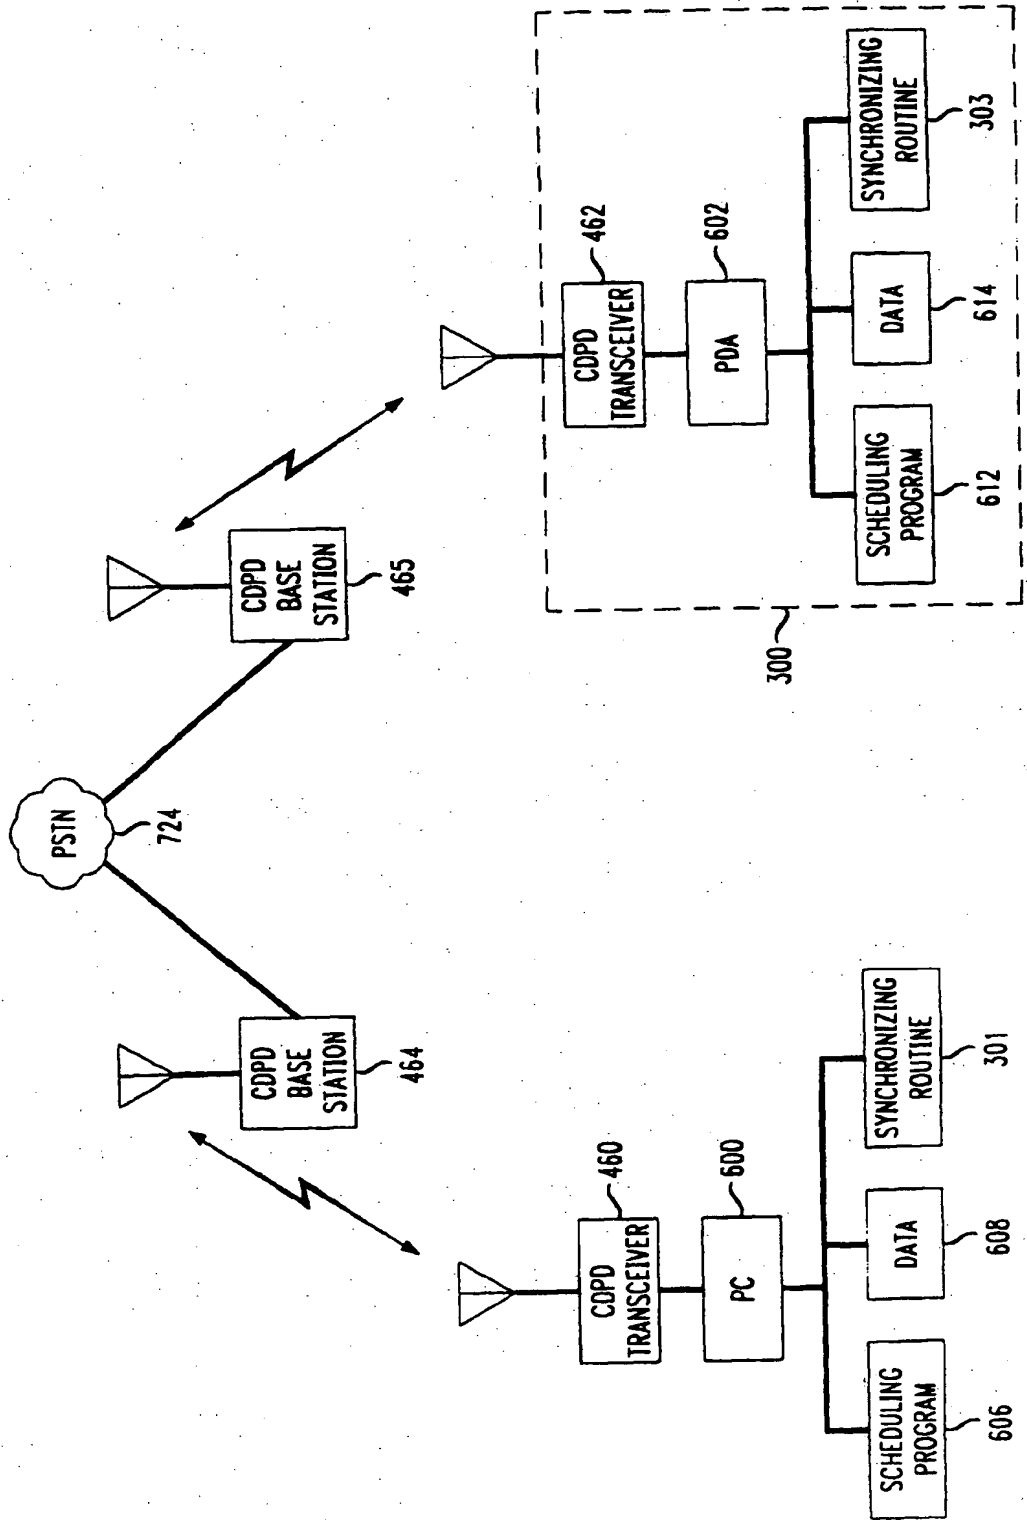 PSTN
724
CDPD
BASE
STATION
464
CDPD
BASE
STATION
465
CDPD
TRANSCEIVER
460
PC
600
SCHEDULING
PROGRAM
606
DATA
608
SYNCHRONIZING
ROUTINE
301
300
CDPD
TRANSCEIVER
462
PDA
602
SCHEDULING
PROGRAM
612
DATA
614
SYNCHRONIZING
ROUTINE
303